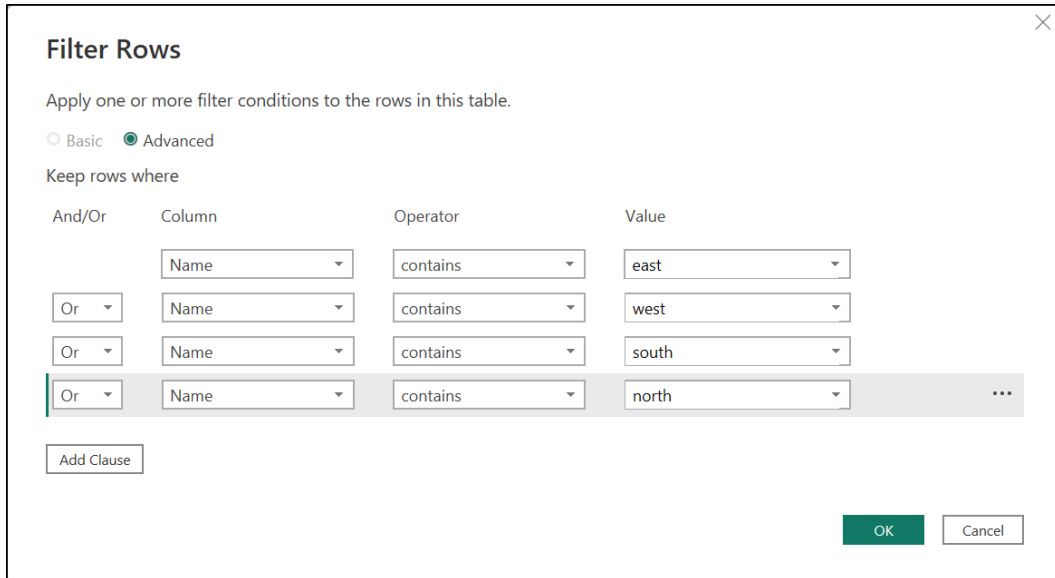 Filter Rows
Apply one or more filter conditions to the rows in this table.
Basic Advanced
Keep rows where
And/Or Column Operator Value
Name contains east
Or Name contains west
Or Name contains south
Or Name contains north
Add Clause
OK Cancel